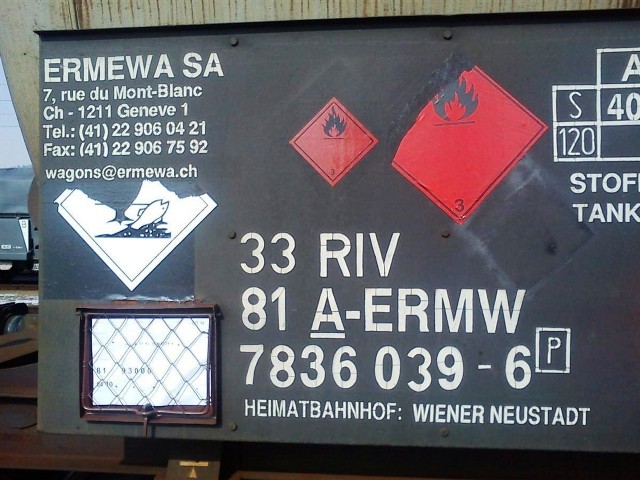 ERMEWA SA
7, rue du Mont-Blanc
Ch - 1211 Geneve 1
Tel.: (41) 22 906 04 21
Fax: (41) 22 906 75 92
wagons@ermewa.ch
3
3
A
S 40
120
STOFF
TANK
33 RIV
81 A-ERMW
7836 039 - 6 P
HEIMATBAHNHOF: WIENER NEUSTADT